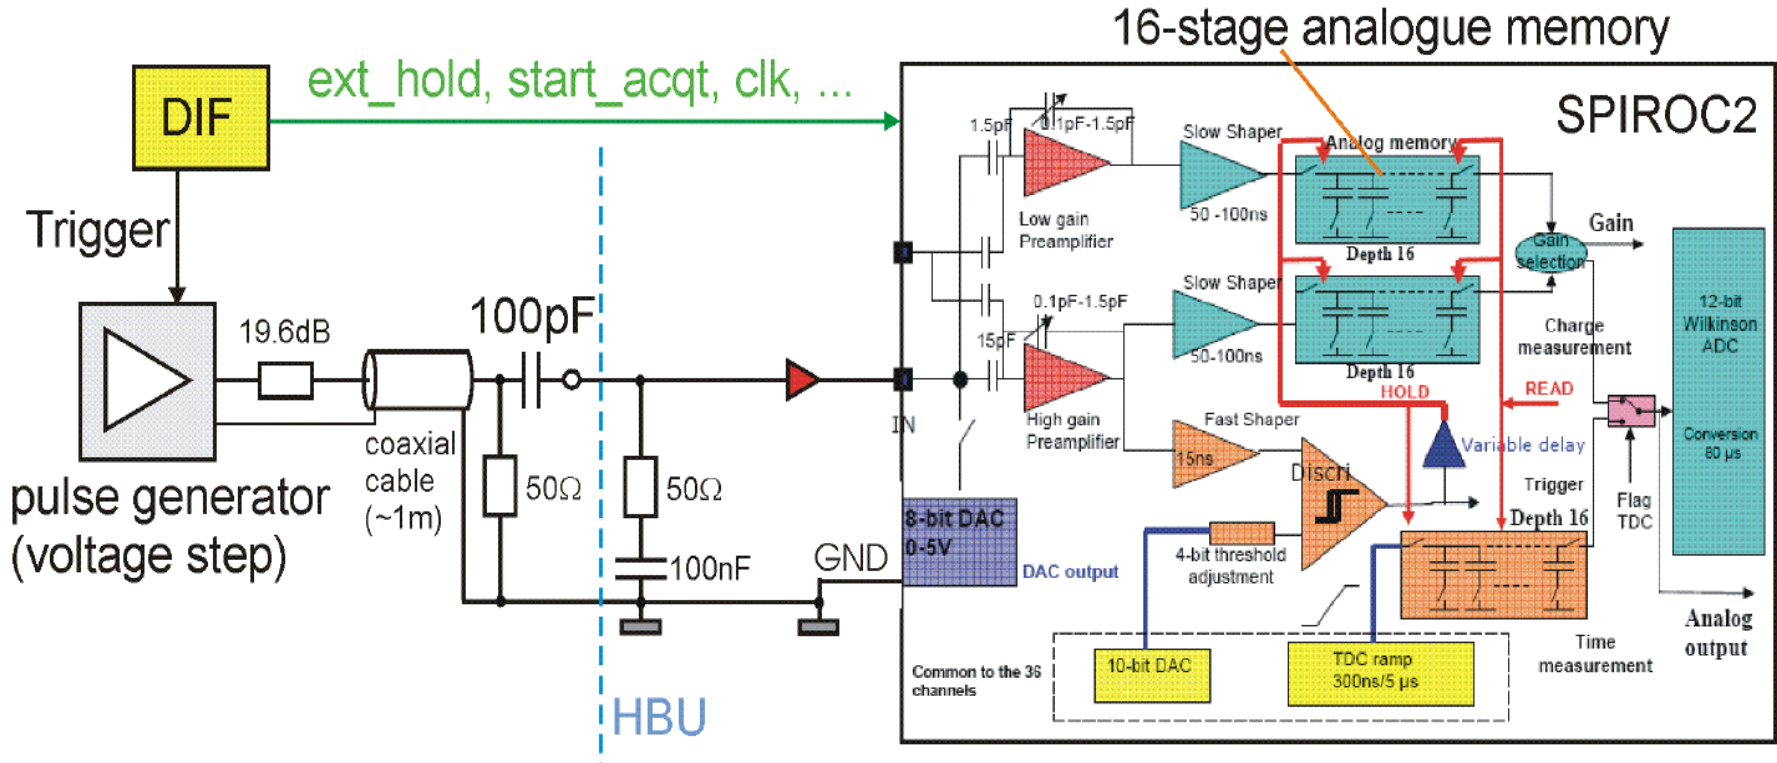 16-stage analogue memory
DIF
ext_hold, start_acqt, clk, ...
SPIROC2
Trigger
1.5pF
0.1pF-1.5pF
Slow Shaper
Analog memory
Low gain
Preamplifier
50 -100ns
Depth 16
Gain
Gain
selection
19.6dB
100pF
0.1pF-1.5pF
Slow Shaper
15pF
50-100ns
Depth 16
Charge
measurement
12-bit
Wilkinson
ADC
HOLD
READ
IN
High gain
Preamplifier
Fast Shaper
15ns
Discri
Variable delay
Conversion
80 µs
coaxial
cable
(~1m)
50Ω
50Ω
pulse generator
(voltage step)
Trigger
Depth 16
Flag
TDC
8-bit DAC
0-5V
GND
100nF
DAC output
4-bit threshold
adjustment
Analog
output
Time
measurement
Common to the 36
channels
10-bit DAC
TDC ramp
300ns/5 µs
HBU